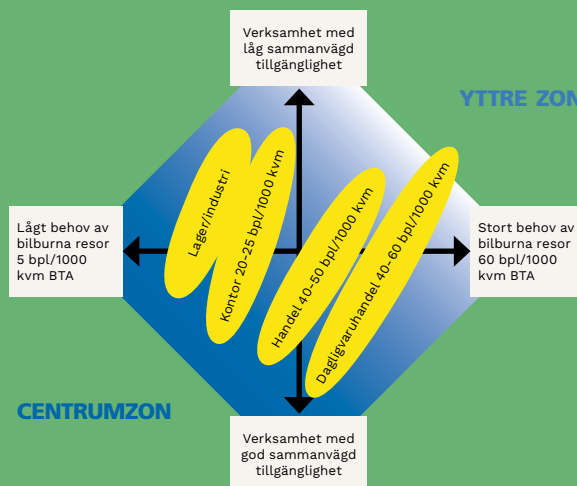 Verksamhet med
låg sammanvägd
tillgänglighet
YTTRE ZON
Lager/industri
Kontor 20-25 bpl/1000 kvm
Handel 40-50 bpl/1000 kvm
Dagligvaruhandel 40-60 bpl/1000 kvm
Lågt behov av
bilburna resor
5 bpl/1000
kvm BTA
Stort behov av
bilburna resor
60 bpl/1000
kvm BTA
CENTRUMZON
Verksamhet med
god sammanvägd
tillgänglighet